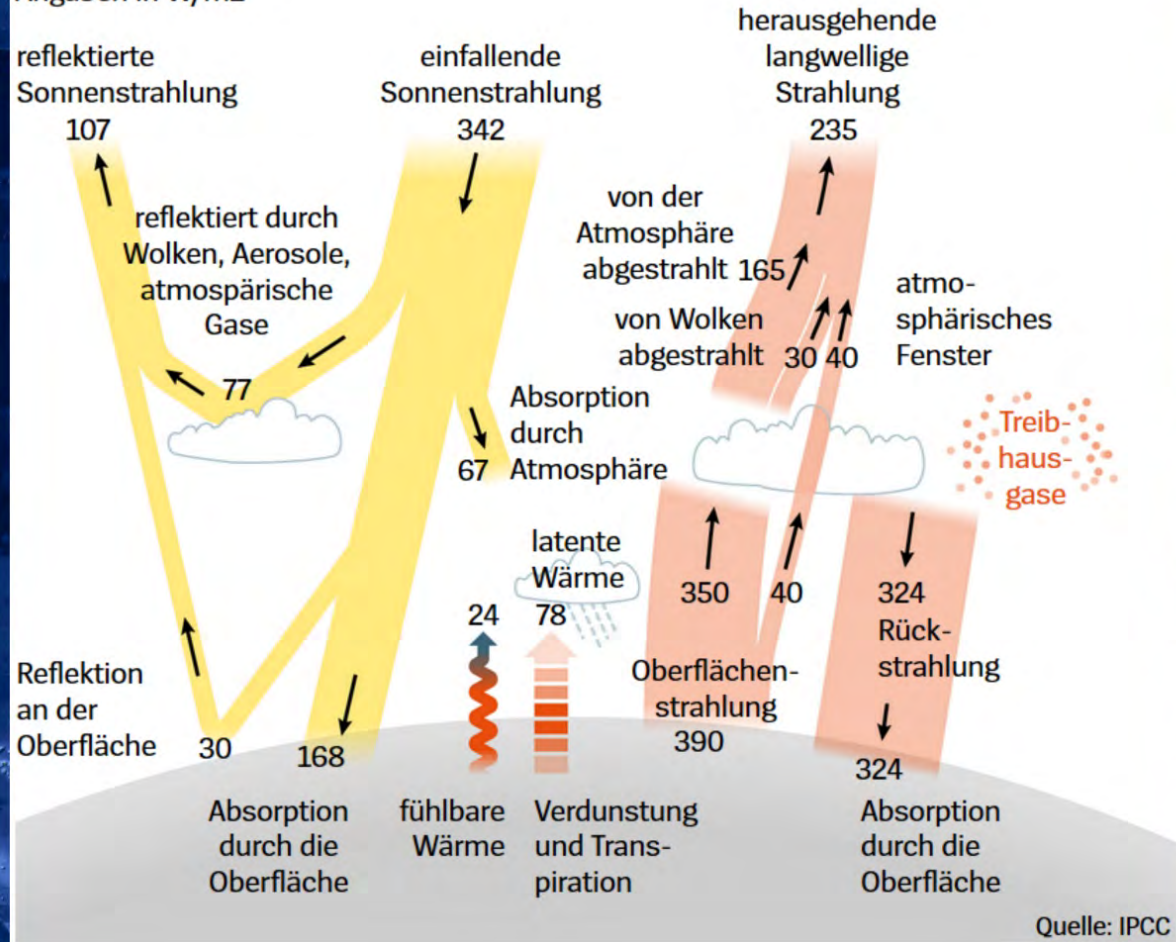 reflektierte
Sonnenstrahlung
107
einfallende
Sonnenstrahlung
342
herausgehende
langwellige
Strahlung
235
reflektiert durch
Wolken, Aerosole,
atmospärische
Gase
77
von der
Atmosphäre
abgestrahlt 165
von Wolken
abgestrahlt 30 40
atmo-
sphärisches
Fenster
Absorption
durch
67 Atmosphäre
Treib-
haus-
gase
latente
Wärme
24 78
350 40
324
Rück-
strahlung
Reflektion
an der
Oberfläche 30
168
Oberflächen-
strahlung
390
324
Absorption
durch die
Oberfläche
fühlbare
Wärme
Verdunstung
und Trans-
piration
Absorption
durch die
Oberfläche
Quelle: IPCC